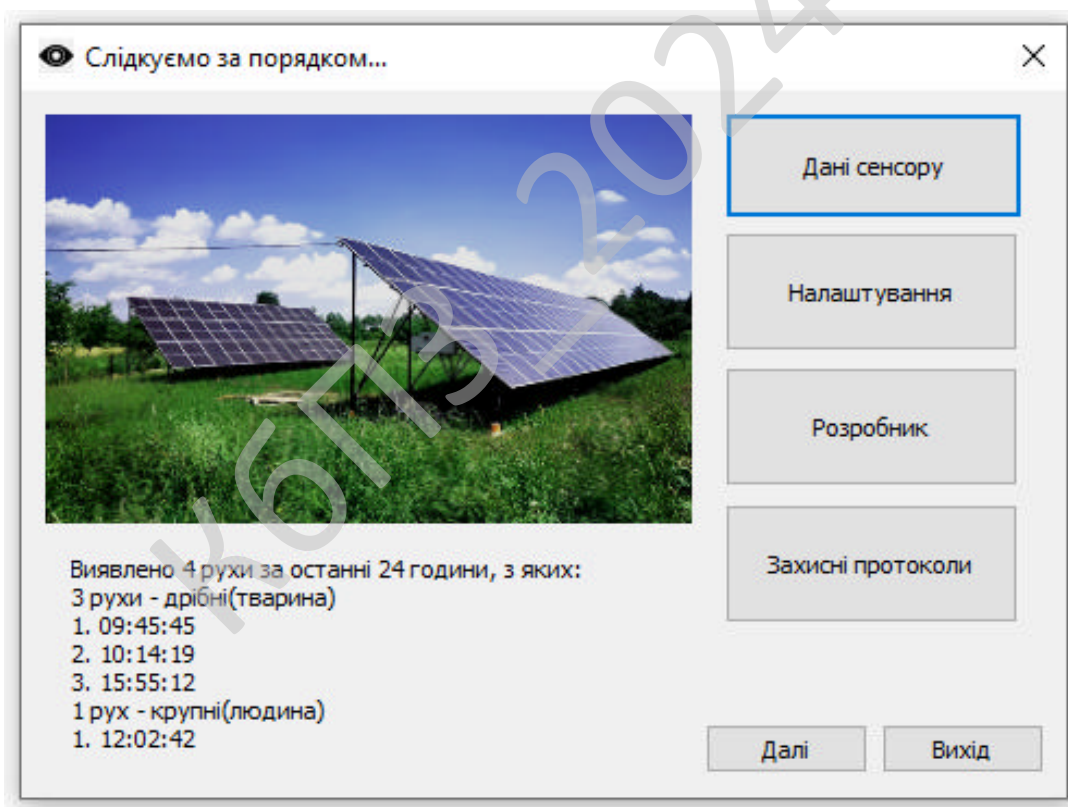 Слідкуємо за порядком...
Дані сенсору
Налаштування
Розробник
Захисні протоколи
Виявлено 4 рухи за останні 24 години, з яких:
3 рухи - дрібні(тварина)
1. 09:45:45
2. 10:14:19
3. 15:55:12
1 рух - крупні(людина)
1. 12:02:42
Далі
Вихід
КбПЗ_2024